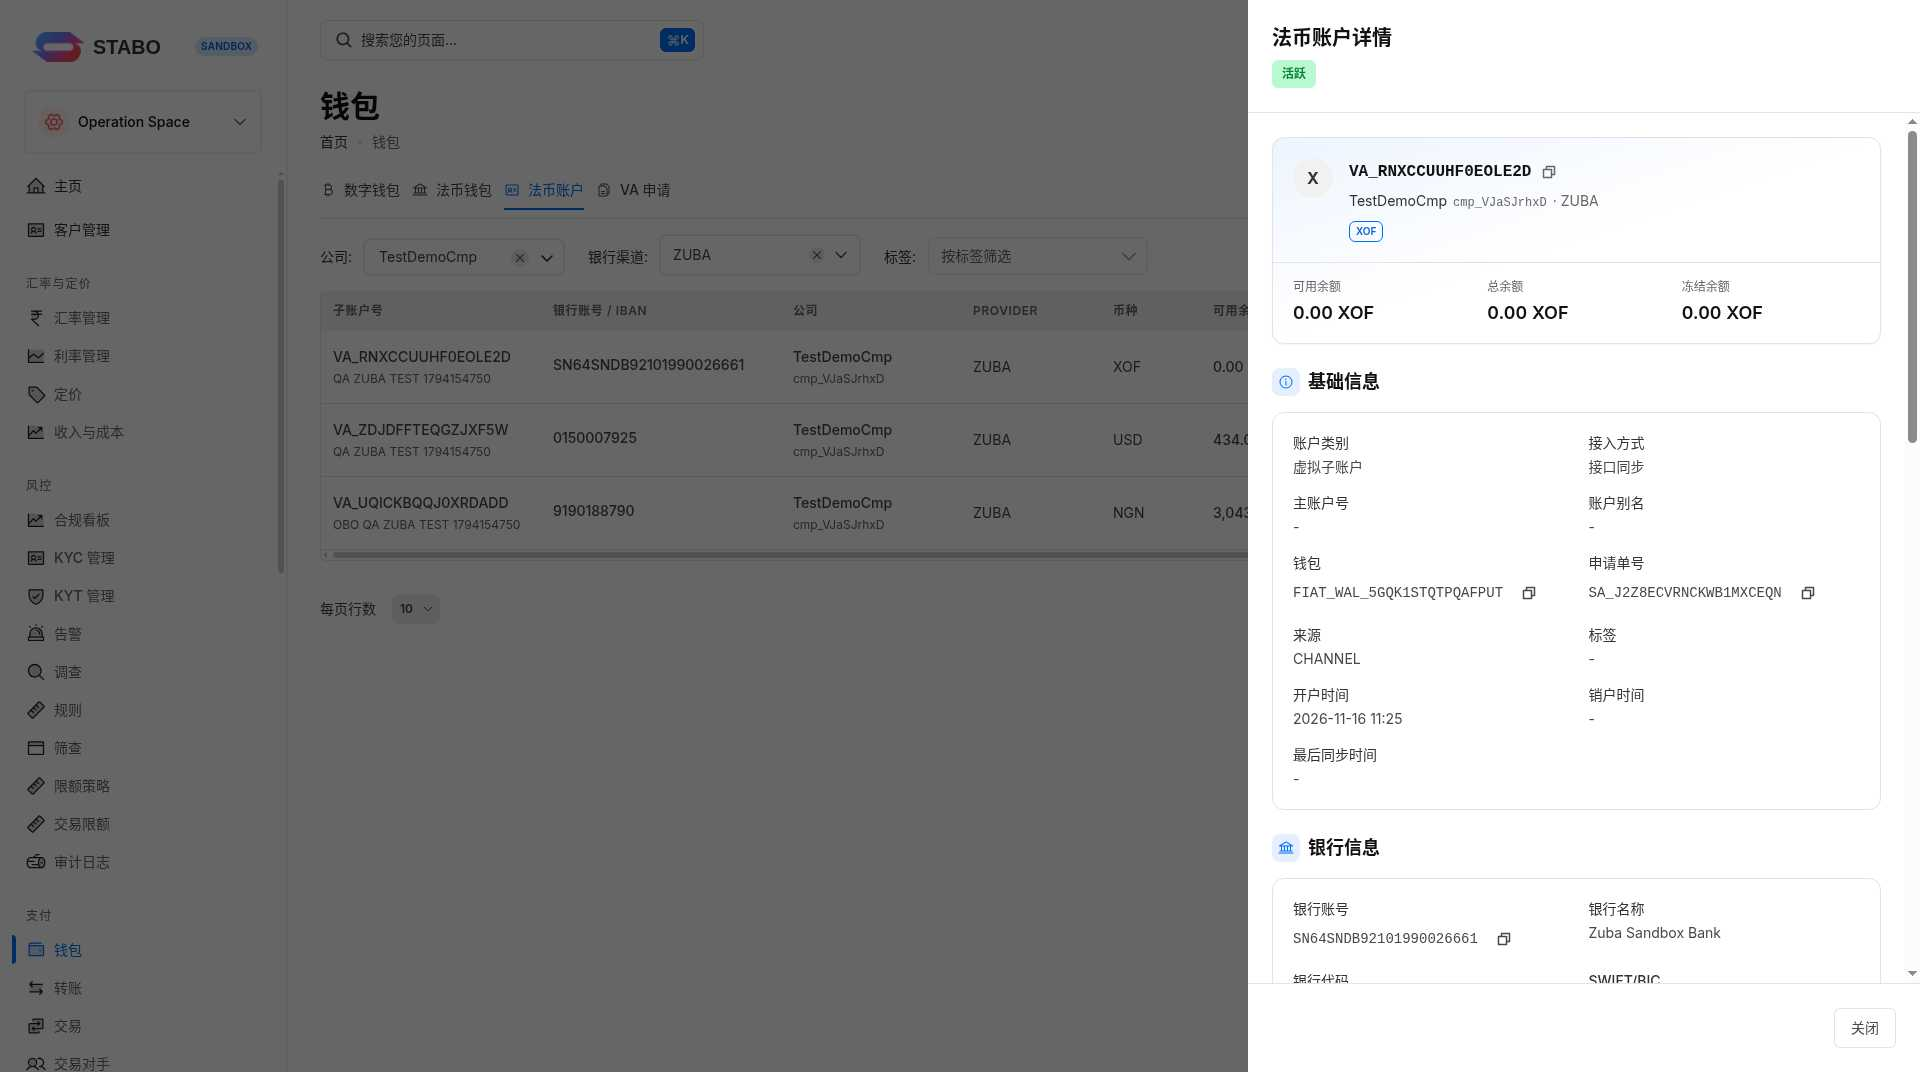 STABO
SANDBOX
Operation Space
主页
客户管理
汇率与定价
汇率管理
利率管理
定价
收入与成本
风控
合规看板
KYC 管理
KYT 管理
告警
调查
规则
筛查
限额策略
交易限额
审计日志
支付
钱包
转账
交易
交易对手
搜索您的页面...
⌘K
钱包
首页 • 钱包
数字钱包 法币钱包 法币账户 VA 申请
公司: TestDemoCmp 银行渠道: ZUBA 标签: 按标签筛选
子账户号 银行账号 / IBAN 公司 PROVIDER 币种 可用余
VA_RNXCCUUHF0EOLE2D SN64SNDB92101990026661 TestDemoCmp ZUBA XOF 0.00
QA ZUBA TEST 1794154750 cmp_VJaSJrhxD
VA_ZDJDFFTEQGZJXF5W 0150007925 TestDemoCmp ZUBA USD 434.0
QA ZUBA TEST 1794154750 cmp_VJaSJrhxD
VA_UQICKBQQJ0XRDADD 9190188790 TestDemoCmp ZUBA NGN 3,043
OBO QA ZUBA TEST 1794154750 cmp_VJaSJrhxD
每页行数 10
法币账户详情
活跃
X
VA_RNXCCUUHF0EOLE2D
TestDemoCmp cmp_VJaSJrhxD · ZUBA
XOF
可用余额 总余额 冻结余额
0.00 XOF 0.00 XOF 0.00 XOF
基础信息
账户类别 接入方式
虚拟子账户 接口同步
主账户号 账户别名
- -
钱包 申请单号
FIAT_WAL_5GQK1STQTPQAFPUT SA_J2Z8ECVRNCKWB1MXCEQN
来源 标签
CHANNEL -
开户时间 销户时间
2026-11-16 11:25 -
最后同步时间
-
银行信息
银行账号 银行名称
SN64SNDB92101990026661 Zuba Sandbox Bank
银行代码 SWIFT/BIC
关闭